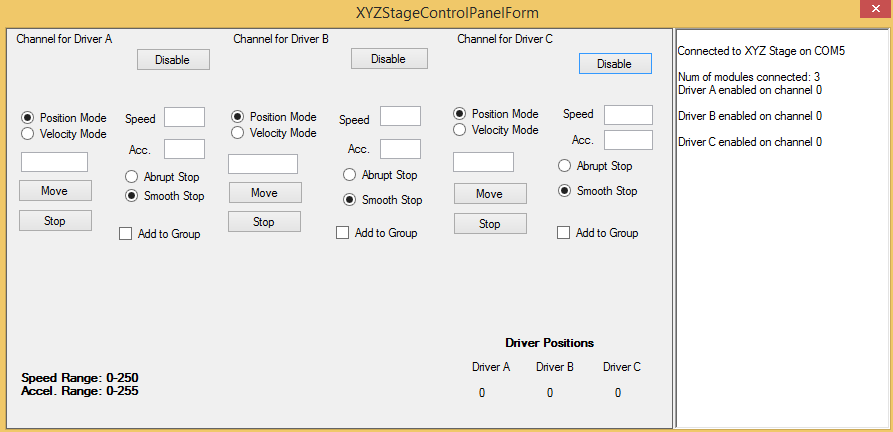 XYZStageControlPanelForm
Channel for Driver A
Disable
Position Mode
Velocity Mode
Speed
Acc.
Abrupt Stop
Smooth Stop
Move
Stop
Add to Group
Channel for Driver B
Disable
Position Mode
Velocity Mode
Speed
Acc.
Abrupt Stop
Smooth Stop
Move
Stop
Add to Group
Channel for Driver C
Disable
Position Mode
Velocity Mode
Speed
Acc.
Abrupt Stop
Smooth Stop
Move
Stop
Add to Group
Speed Range: 0-250
Accel. Range: 0-255
Driver Positions
Driver A Driver B Driver C
0 0 0
Connected to XYZ Stage on COM5
Num of modules connected: 3
Driver A enabled on channel 0
Driver B enabled on channel 0
Driver C enabled on channel 0